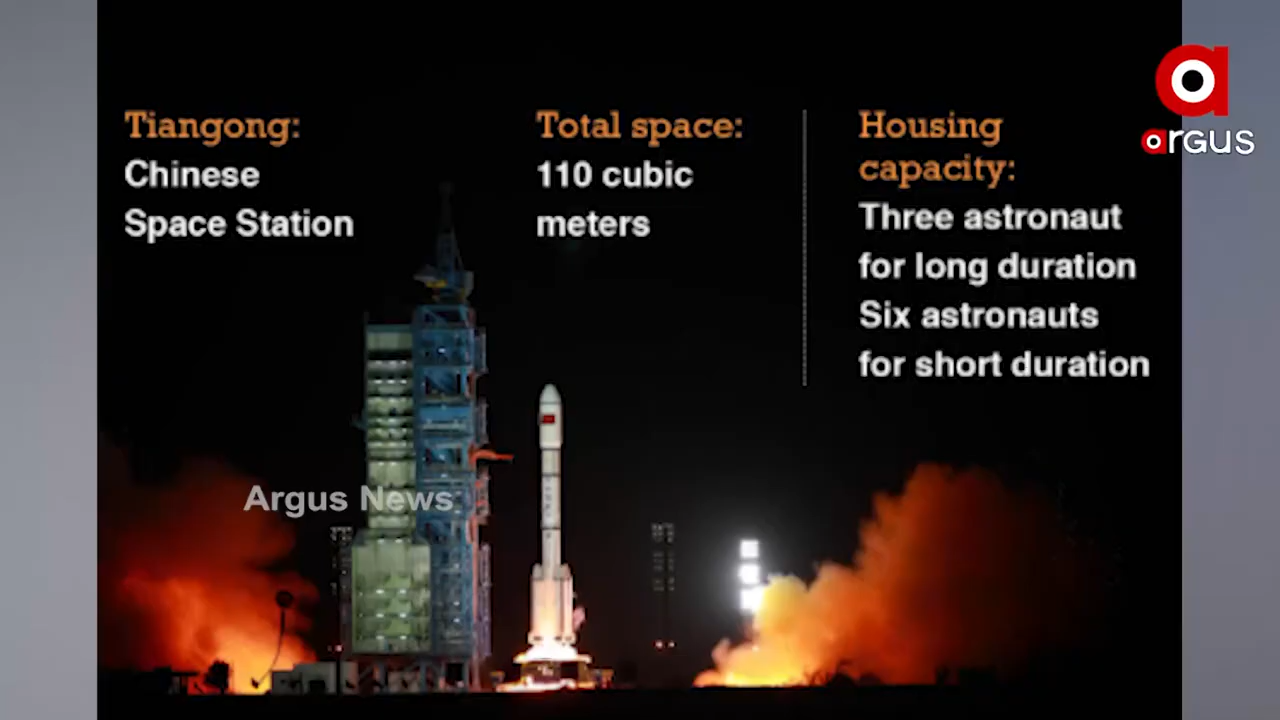 Tiangong:
Chinese
Space Station
Total space:
110 cubic
meters
Housing
capacity:
Three astronaut
for long duration
Six astronauts
for short duration
argus
Argus News